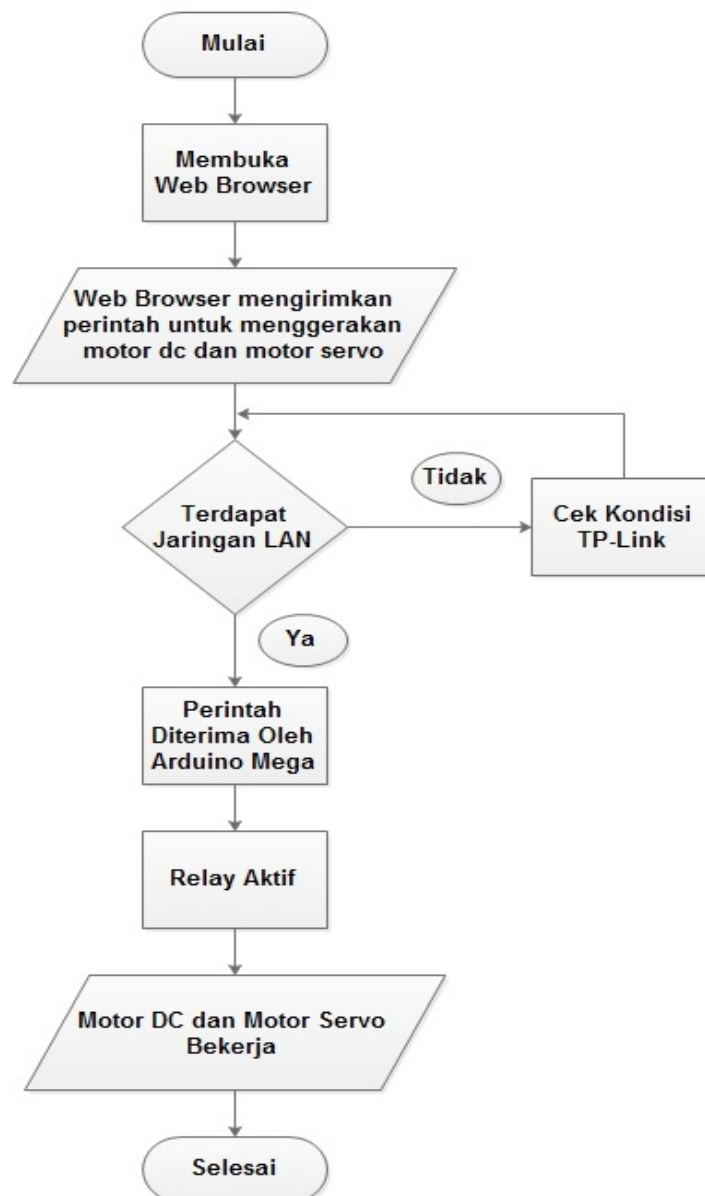 Mulai
Membuka
Web Browser
Web Browser mengirimkan
perintah untuk menggerakan
motor dc dan motor servo
Terdapat
Jaringan LAN
Tidak
Cek Kondisi
TP-Link
Ya
Perintah
Diterima Oleh
Arduino Mega
Relay Aktif
Motor DC dan Motor Servo
Bekerja
Selesai